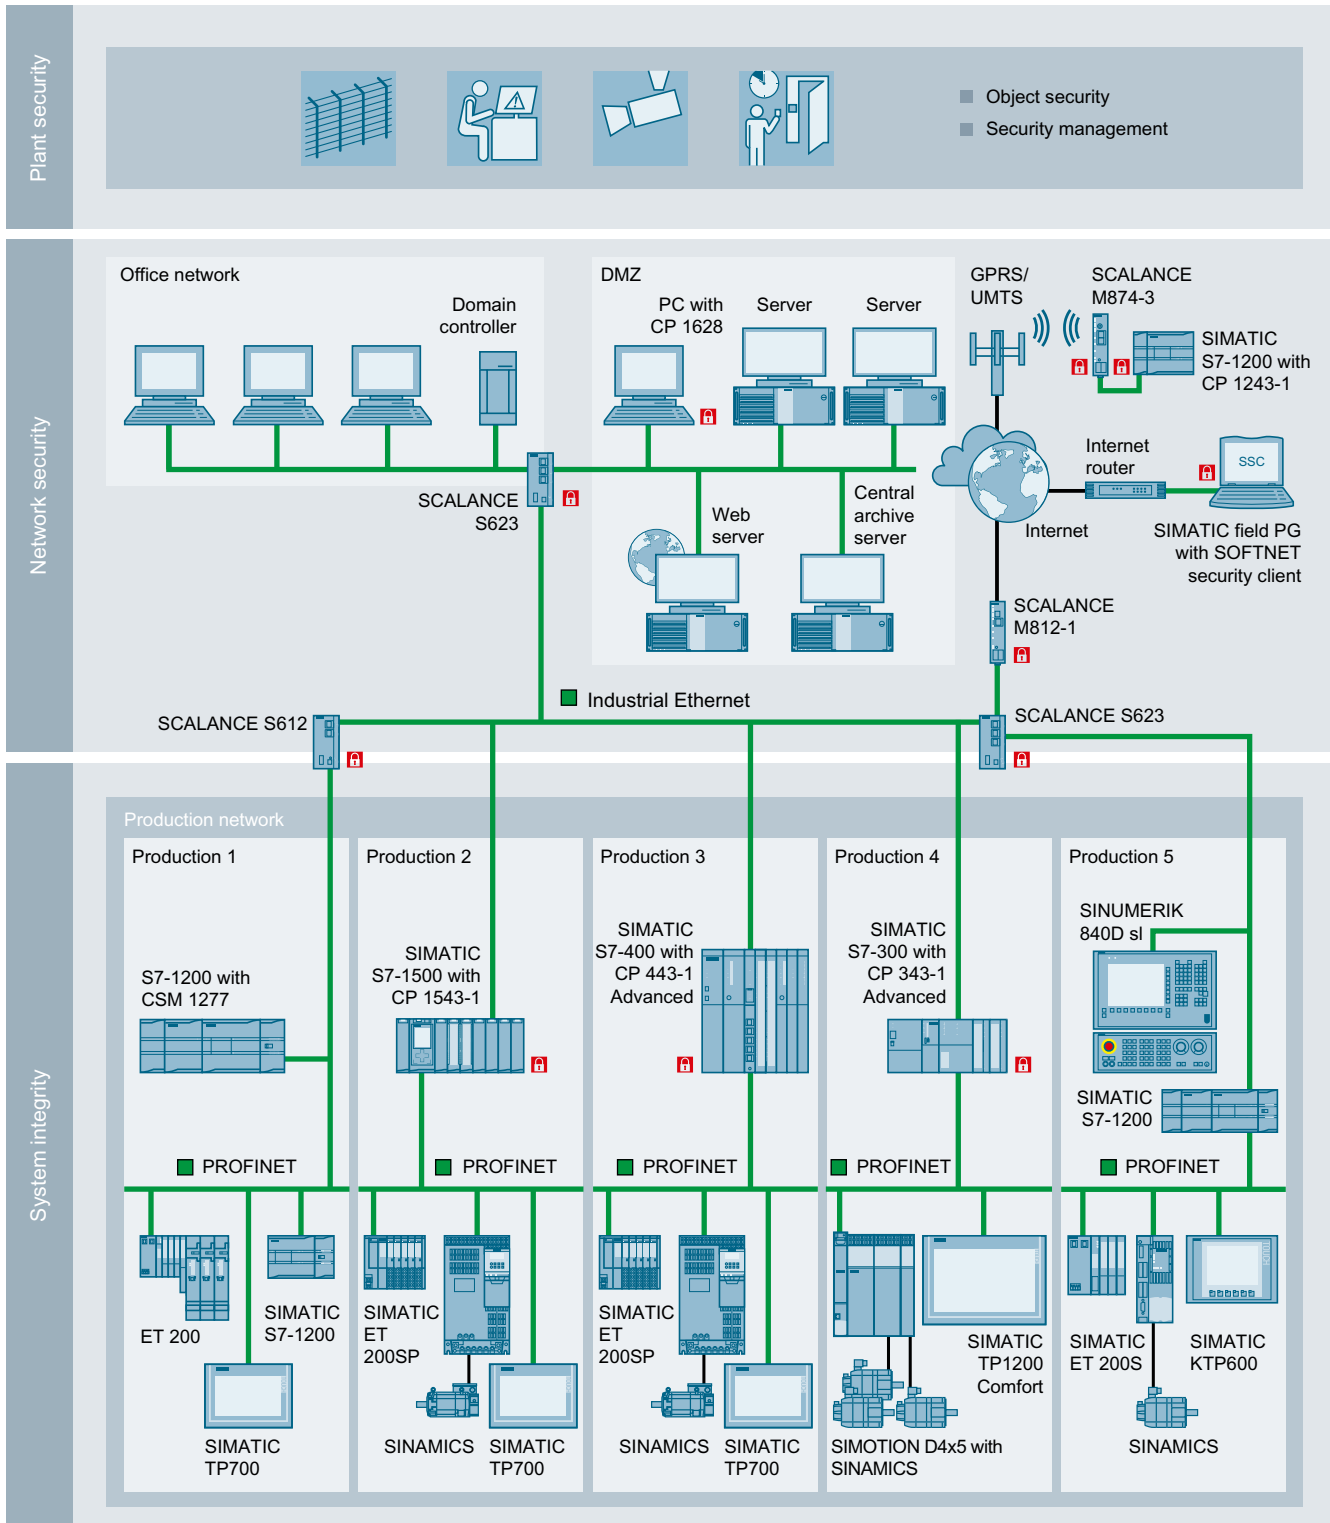 Plant security
Object security
Security management
Network security
Office network
Domain
controller
DMZ
PC with
CP 1628
Server
Server
GPRS/
UMTS
SCALANCE
M874-3
SIMATIC
S7-1200 with
CP 1243-1
SCALANCE
S623
Web
server
Central
archive
server
Internet
Internet
router
SSC
SIMATIC field PG
with SOFTNET
security client
SCALANCE
M812-1
Industrial Ethernet
SCALANCE S612
SCALANCE S623
System integrity
Production network
Production 1
S7-1200 with
CSM 1277
PROFINET
ET 200
SIMATIC
S7-1200
SIMATIC
TP700
Production 2
SIMATIC
S7-1500 with
CP 1543-1
PROFINET
SIMATIC
ET
200SP
SINAMICS
SIMATIC
TP700
Production 3
SIMATIC
S7-400 with
CP 443-1
Advanced
PROFINET
SIMATIC
ET
200SP
SINAMICS
SIMATIC
TP700
Production 4
SIMATIC
S7-300 with
CP 343-1
Advanced
PROFINET
SIMATIC
TP1200
Comfort
SIMOTION D4x5 with
SINAMICS
Production 5
SINUMERIK
840D sl
SIMATIC
S7-1200
PROFINET
SIMATIC
ET 200S
SIMATIC
KTP600
SINAMICS